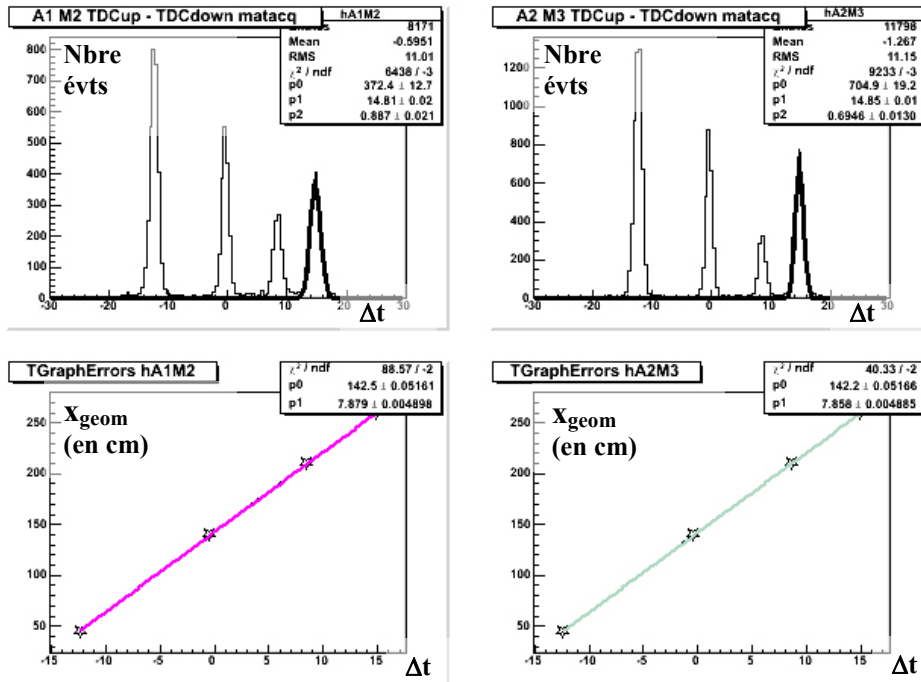 A1 M2 TDCup - TDCdown matacq
hA1M2
8171
Mean -0.5951
RMS 11.01
χ² / ndf 6438 / -3
p0 372.4 ± 12.7
p1 14.81 ± 0.02
p2 0.887 ± 0.021
Nbre
évts
800
700
600
500
400
300
200
100
0
-30 -20 -10 0 10 20 30
Δt
A2 M3 TDCup - TDCdown matacq
hA2M3
11798
Mean -1.267
RMS 11.15
χ² / ndf 9233 / -3
p0 704.9 ± 19.2
p1 14.85 ± 0.01
p2 0.6946 ± 0.0130
Nbre
évts
1200
1000
800
600
400
200
0
-30 -20 -10 0 10 20 30
Δt
TGraphErrors hA1M2
χ² / ndf 88.57 / -2
p0 142.5 ± 0.05161
p1 7.879 ± 0.004898
xgeom
(en cm)
250
200
150
100
50
-15 -10 -5 0 5 10 15
Δt
TGraphErrors hA2M3
χ² / ndf 40.33 / -2
p0 142.2 ± 0.05166
p1 7.858 ± 0.004885
xgeom
(en cm)
250
200
150
100
50
-15 -10 -5 0 5 10 15
Δt